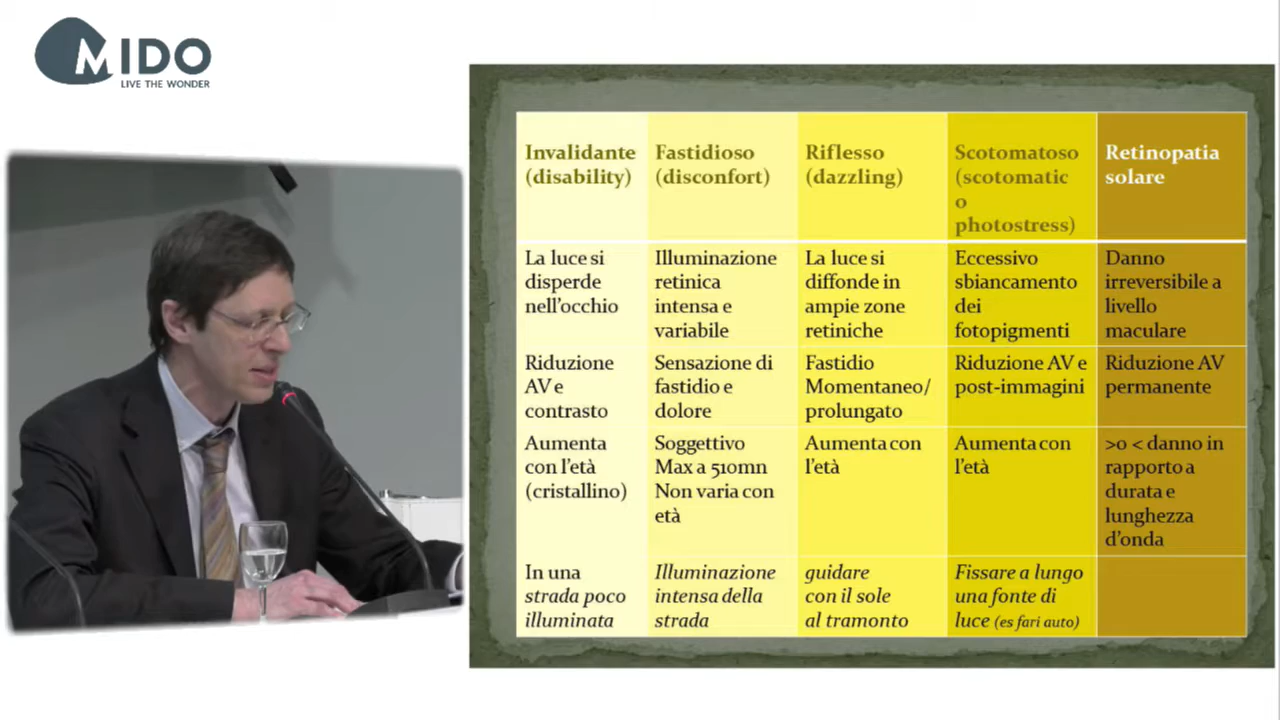 MIDO
LIVE THE WONDER
Invalidante
(disability)
Fastidioso
(disconfort)
Riflesso
(dazzling)
Scotomatoso
(scotomatic
o
photostress)
Retinopatia
solare
La luce si
disperde
nell'occhio
Illuminazione
retinica
intensa e
variabile
La luce si
diffonde in
ampie zone
retiniche
Eccessivo
sbiancamento
dei
fotopigmenti
Danno
irreversibile a
livello
maculare
Riduzione
AV e
contrasto
Sensazione di
fastidio e
dolore
Fastidio
Momentaneo/
prolungato
Riduzione AV e
post-immagini
Riduzione AV
permanente
Aumenta
con l'età
(cristallino)
Soggettivo
Max a 510mn
Non varia con
età
Aumenta con
l'età
Aumenta con
l'età
>o < danno in
rapporto a
durata e
lunghezza
d'onda
In una
strada poco
illuminata
Illuminazione
intensa della
strada
guidare
con il sole
al tramonto
Fissare a lungo
una fonte di
luce (es fari auto)